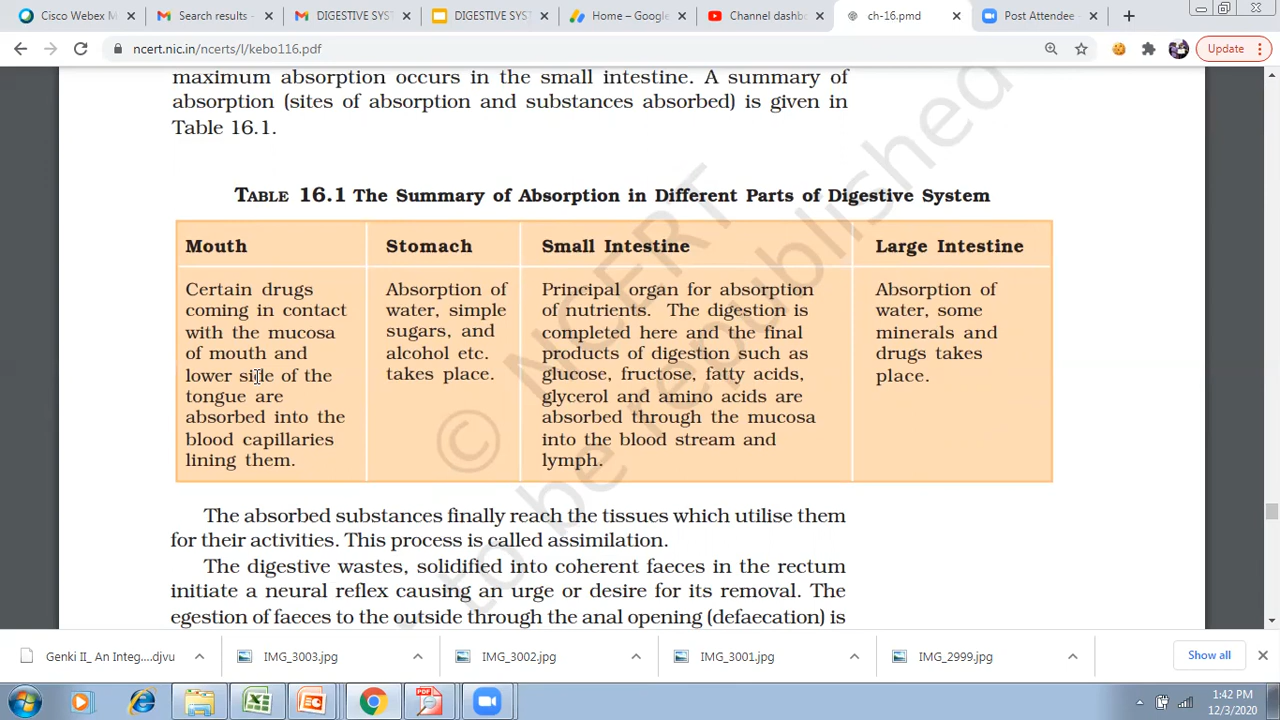 Cisco Webex M
Search results -
DIGESTIVE SYS
DIGESTIVE SYS
Home – Google
Channel dashb
ch-16.pmd
Post Attendee
ncert.nic.in/ncerts/l/kebo116.pdf
Update
maximum absorption occurs in the small intestine. A summary of
absorption (sites of absorption and substances absorbed) is given in
Table 16.1.
TABLE 16.1 The Summary of Absorption in Different Parts of Digestive System
Mouth
Certain drugs
coming in contact
with the mucosa
of mouth and
lower side of the
tongue are
absorbed into the
blood capillaries
lining them.
Stomach
Absorption of
water, simple
sugars, and
alcohol etc.
takes place.
Small Intestine
Principal organ for absorption
of nutrients. The digestion is
completed here and the final
products of digestion such as
glucose, fructose, fatty acids,
glycerol and amino acids are
absorbed through the mucosa
into the blood stream and
lymph.
Large Intestine
Absorption of
water, some
minerals and
drugs takes
place.
© NCERT
to be republished
The absorbed substances finally reach the tissues which utilise them
for their activities. This process is called assimilation.
The digestive wastes, solidified into coherent faeces in the rectum
initiate a neural reflex causing an urge or desire for its removal. The
egestion of faeces to the outside through the anal opening (defaecation) is
Genki II_ An Integ....djvu
IMG_3003.jpg
IMG_3002.jpg
IMG_3001.jpg
IMG_2999.jpg
Show all
1:42 PM
12/3/2020